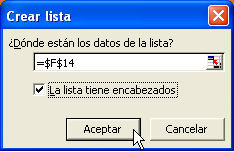 Crear lista
¿Dónde están los datos de la lista?
=$F$14
La lista tiene encabezados
Aceptar
Cancelar